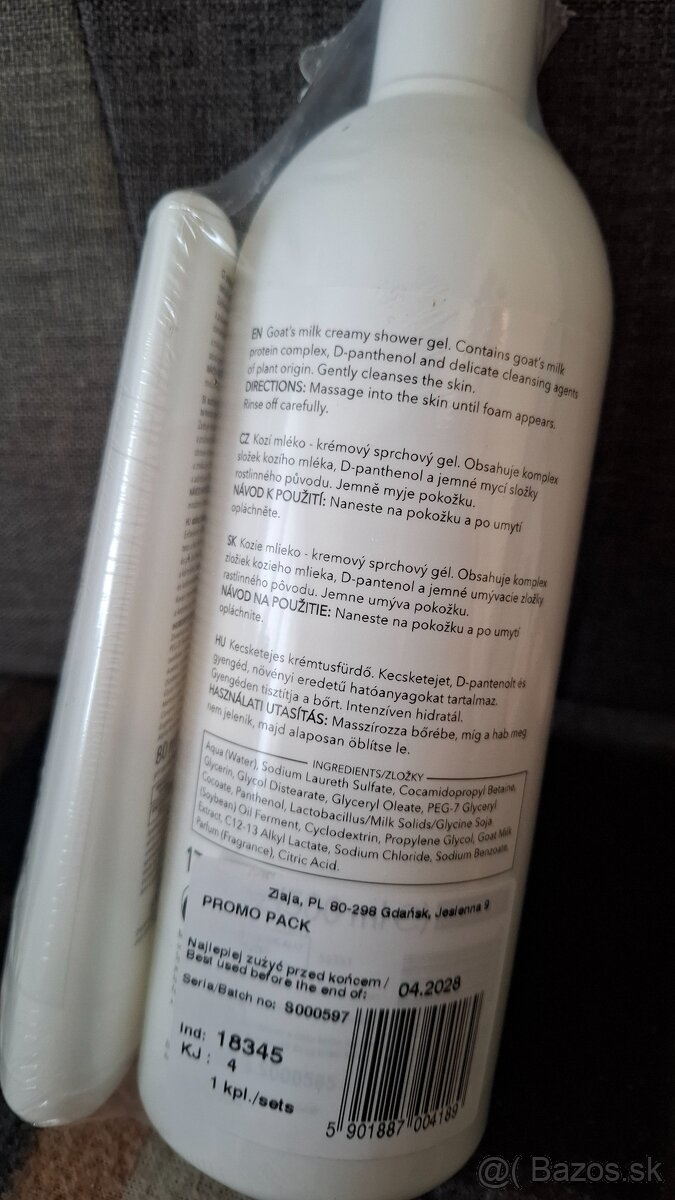 EN Goat's milk creamy shower gel. Contains goat's milk
protein complex, D-panthenol and delicate cleansing agents
of plant origin. Gently cleanses the skin.
DIRECTIONS: Massage into the skin until foam appears.
Rinse off carefully.
CZ Kozí mléko - krémový sprchový gel. Obsahuje komplex
složek kozího mléka, D-panthenol a jemné mycí složky
rostlinného původu. Jemně myje pokožku.
NÁVOD K POUŽITÍ: Naneste na pokožku a po umytí
opláchněte.
SK Kozie mlieko - kremový sprchový gél. Obsahuje komplex
zložiek kozieho mlieka, D-pantenol a jemné umývacie zložky
rastlinného pôvodu. Jemne umýva pokožku.
NÁVOD NA POUŽITIE: Naneste na pokožku a po umytí
opláchnite.
HU Kecsketejes krémtusfürdő. Kecsketejet, D-pantenolt és
gyengéd, növényi eredetű hatóanyagokat tartalmaz.
Gyengéden tisztítja a bőrt. Intenzíven hidratál.
HASZNÁLATI UTASÍTÁS: Masszírozza bőrébe, míg a hab meg
nem jelenik, majd alaposan öblítse le.
INGREDIENTS/ZLOŽKY
Aqua (Water), Sodium Laureth Sulfate, Cocamidopropyl Betaine,
Glycerin, Glycol Distearate, Glyceryl Oleate, PEG-7 Glyceryl
Cocoate, Panthenol, Lactobacillus/Milk Solids/Glycine Soja
(Soybean) Oil Ferment, Cyclodextrin, Propylene Glycol, Goat Milk
Extract, C12-13 Alkyl Lactate, Sodium Chloride, Sodium Benzoate,
Parfum (Fragrance), Citric Acid.
Ziaja, PL 80-298 Gdańsk, Jesienna 9
PROMO PACK
Najlepiej zużyć przed końcem /
Best used before the end of: 04.2028
Seria/Batch no: S000597
Ind: 18345
KJ : 4
1 kpl./sets
5 901887 004189
@( Bazos.sk